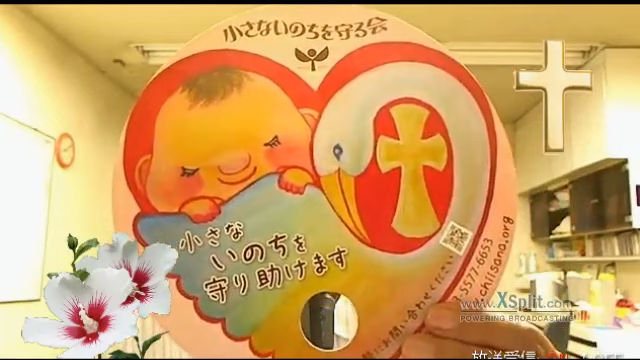 小さないのちを守る会
小さな
いのちを
守り助けます
5577-6653
chiisana.org
www.XSplit.com
POWERING BROADCASTING
放送受信